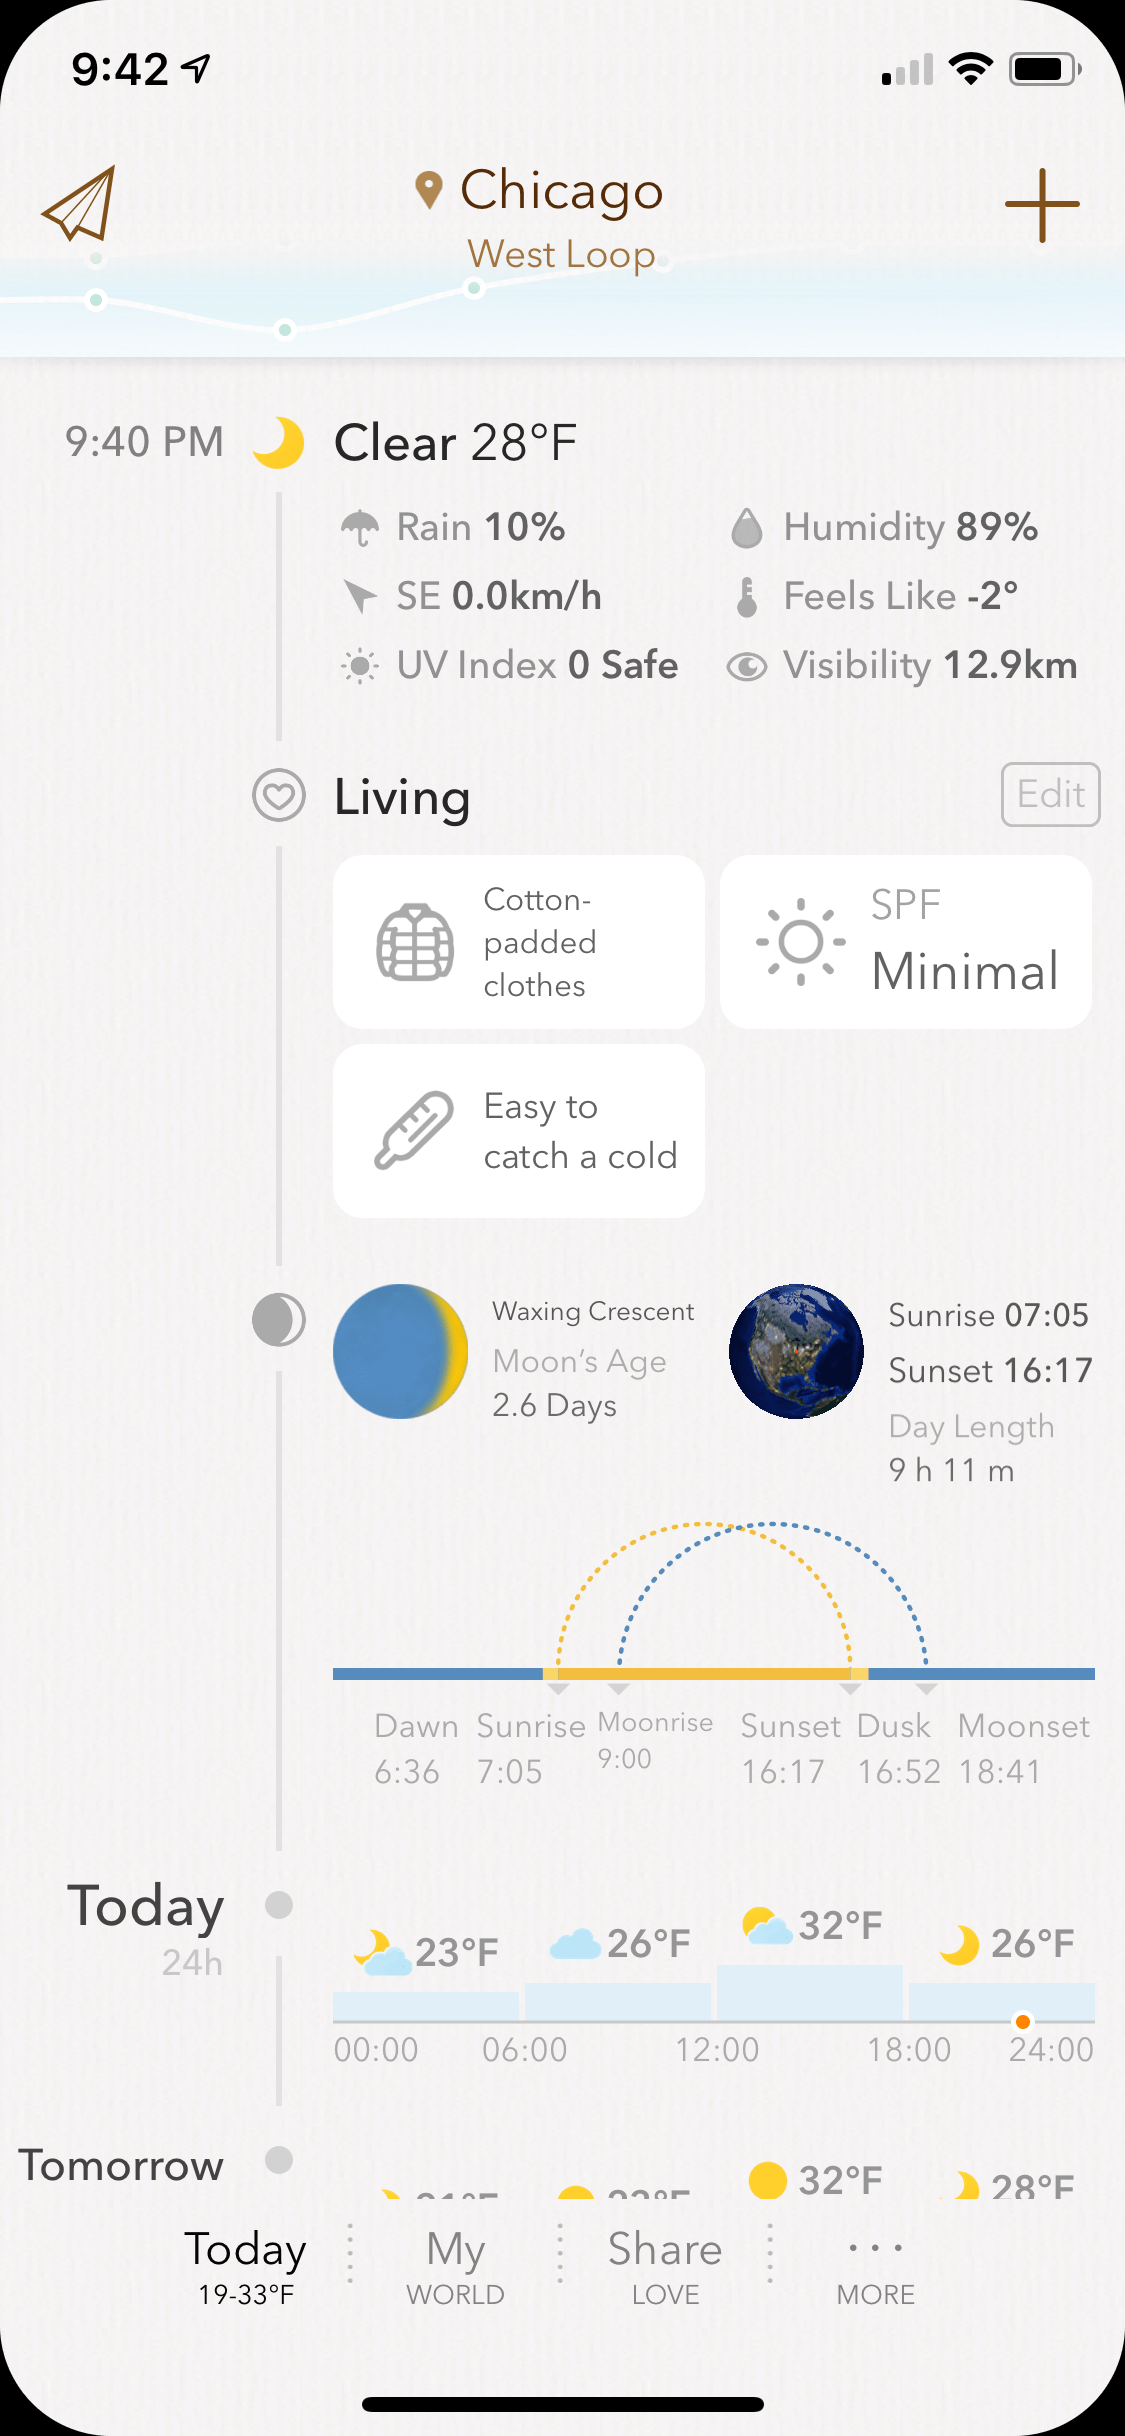 9:42
Chicago
West Loop
9:40 PM Clear 28°F
Rain 10% Humidity 89%
SE 0.0km/h Feels Like -2°
UV Index 0 Safe Visibility 12.9km
Living Edit
Cotton-
padded
clothes
SPF
Minimal
Easy to
catch a cold
Waxing Crescent
Moon's Age
2.6 Days
Sunrise 07:05
Sunset 16:17
Day Length
9 h 11 m
Dawn Sunrise Moonrise Sunset Dusk Moonset
6:36 7:05 9:00 16:17 16:52 18:41
Today
24h
23°F 26°F 32°F 26°F
00:00 06:00 12:00 18:00 24:00
Tomorrow
32°F 28°F
Today My Share ...
19-33°F WORLD LOVE MORE